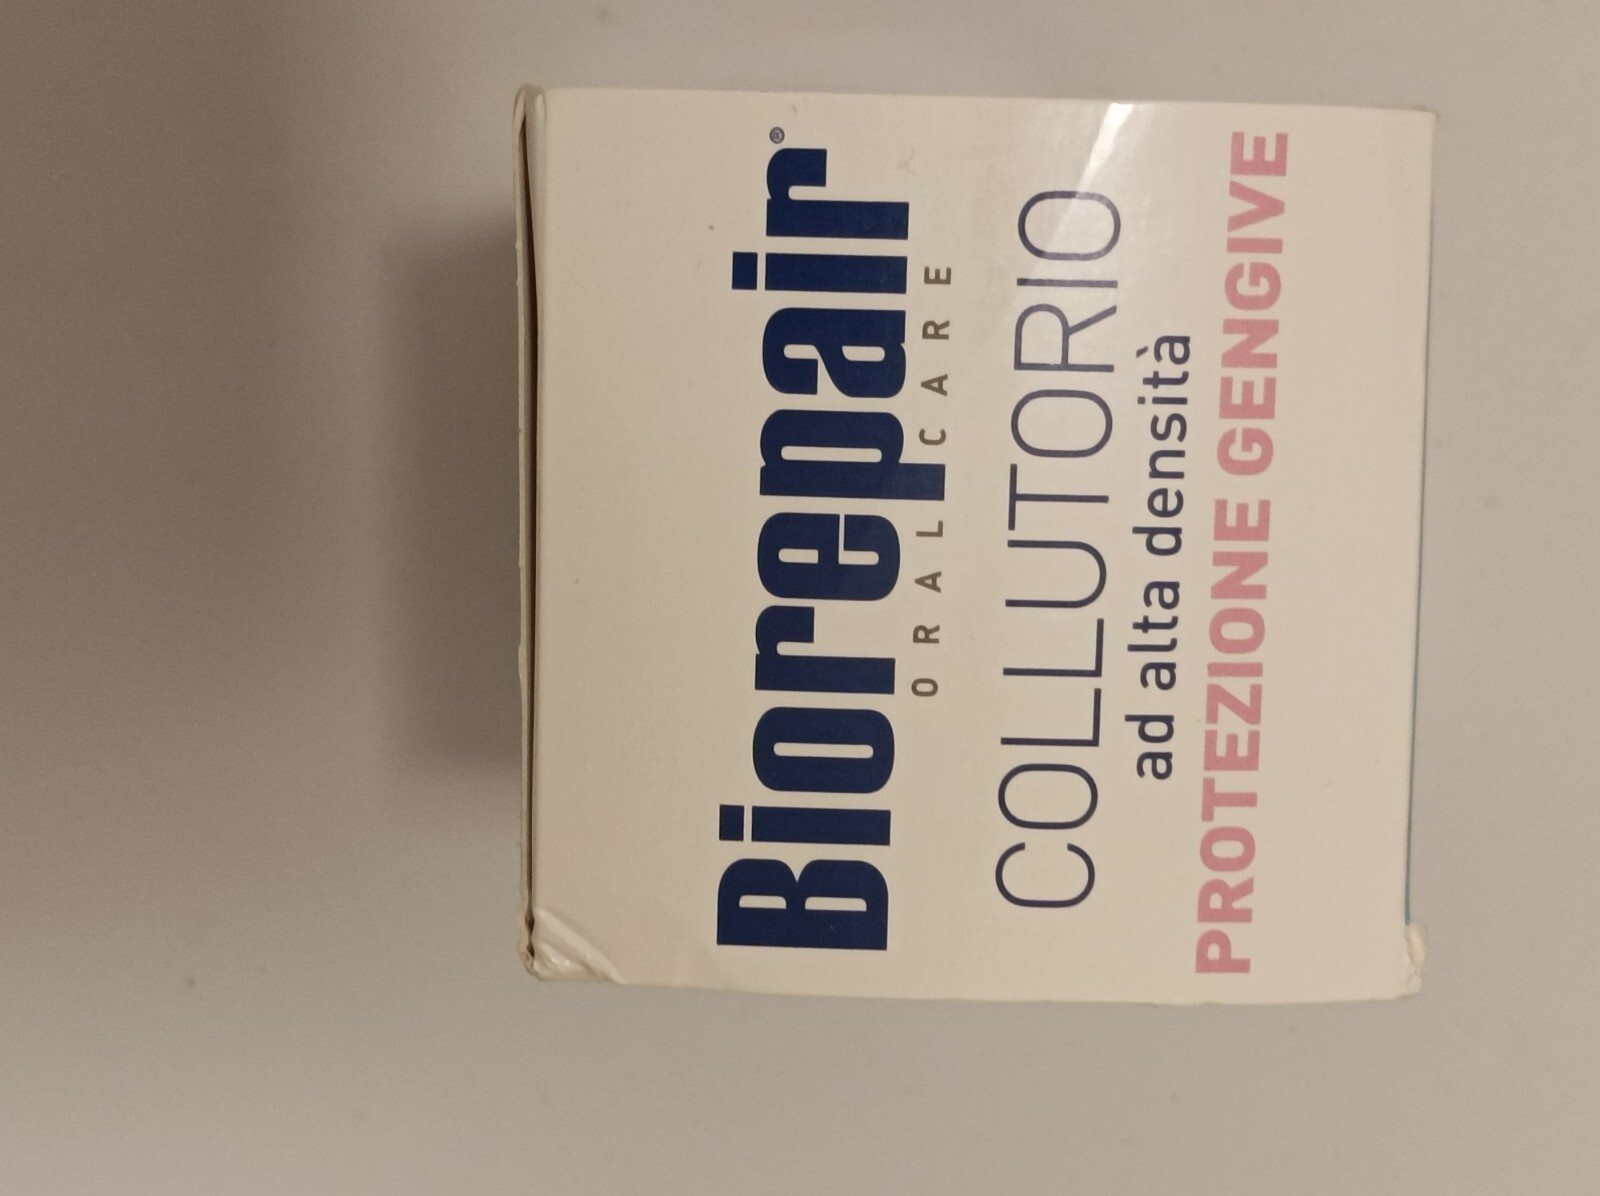 Biorepair®
ORAL CARE
COLLUTORIO
ad alta densità
PROTEZIONE GENGIVE